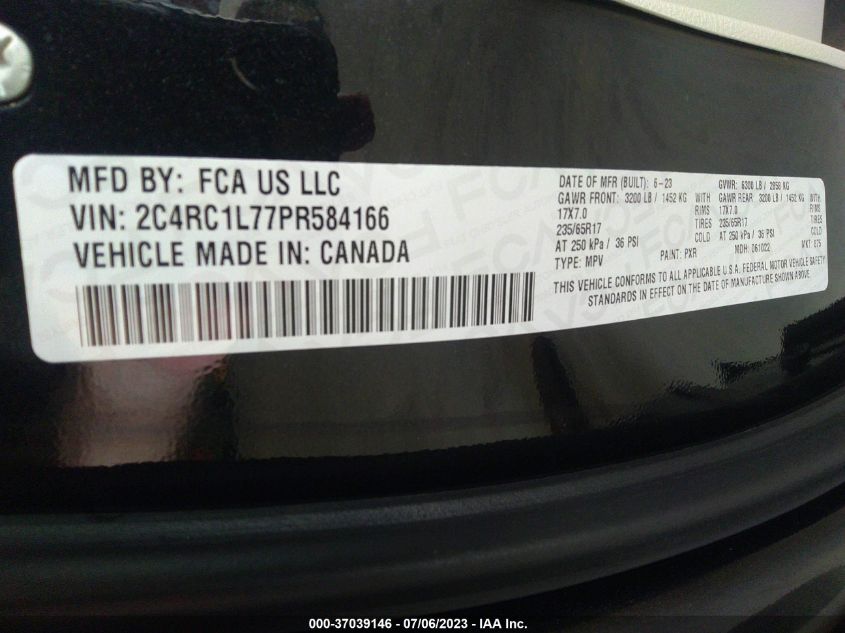 MFD BY: FCA US LLC
VIN: 2C4RC1L77PR584166
VEHICLE MADE IN: CANADA
DATE OF MFR (BUILT): 6-23 GVWR: 6300 LB / 2858 KG
GAWR FRONT: 3200 LB / 1452 KG WITH GAWR REAR 3200 LB / 1452 KG WITH
17X7.0 RIMS 17X7.0 RIMS
235/65R17 TIRES 235/65R17 TIRES
AT 250 kPa / 36 PSI COLD AT 250 kPa / 36 PSI COLD
TYPE: MPV PAINT: PXR MDH: 061022 VKT: 875
THIS VEHICLE CONFORMS TO ALL APPLICABLE U.S.A. FEDERAL MOTOR VEHICLE SAFETY
STANDARDS IN EFFECT ON THE DATE OF MANUFACTURE SHOWN ABOVE.
000-37039146 - 07/06/2023 - IAA Inc.